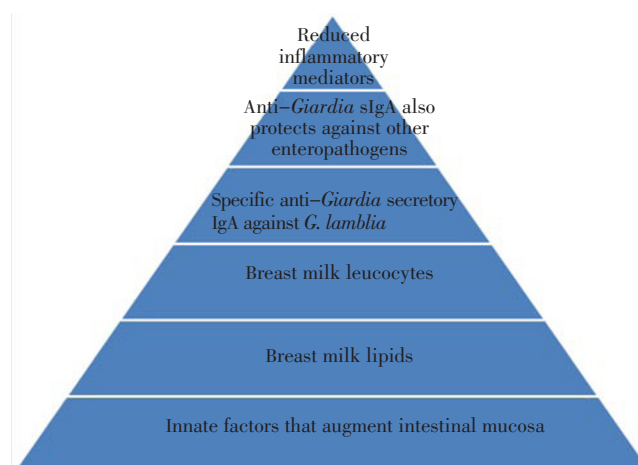 Reduced
inflammatory
mediators
Anti–Giardia sIgA also
protects against other
enteropathogens
Specific anti–Giardia secretory
IgA against G. lamblia
Breast milk leucocytes
Breast milk lipids
Innate factors that augment intestinal mucosa